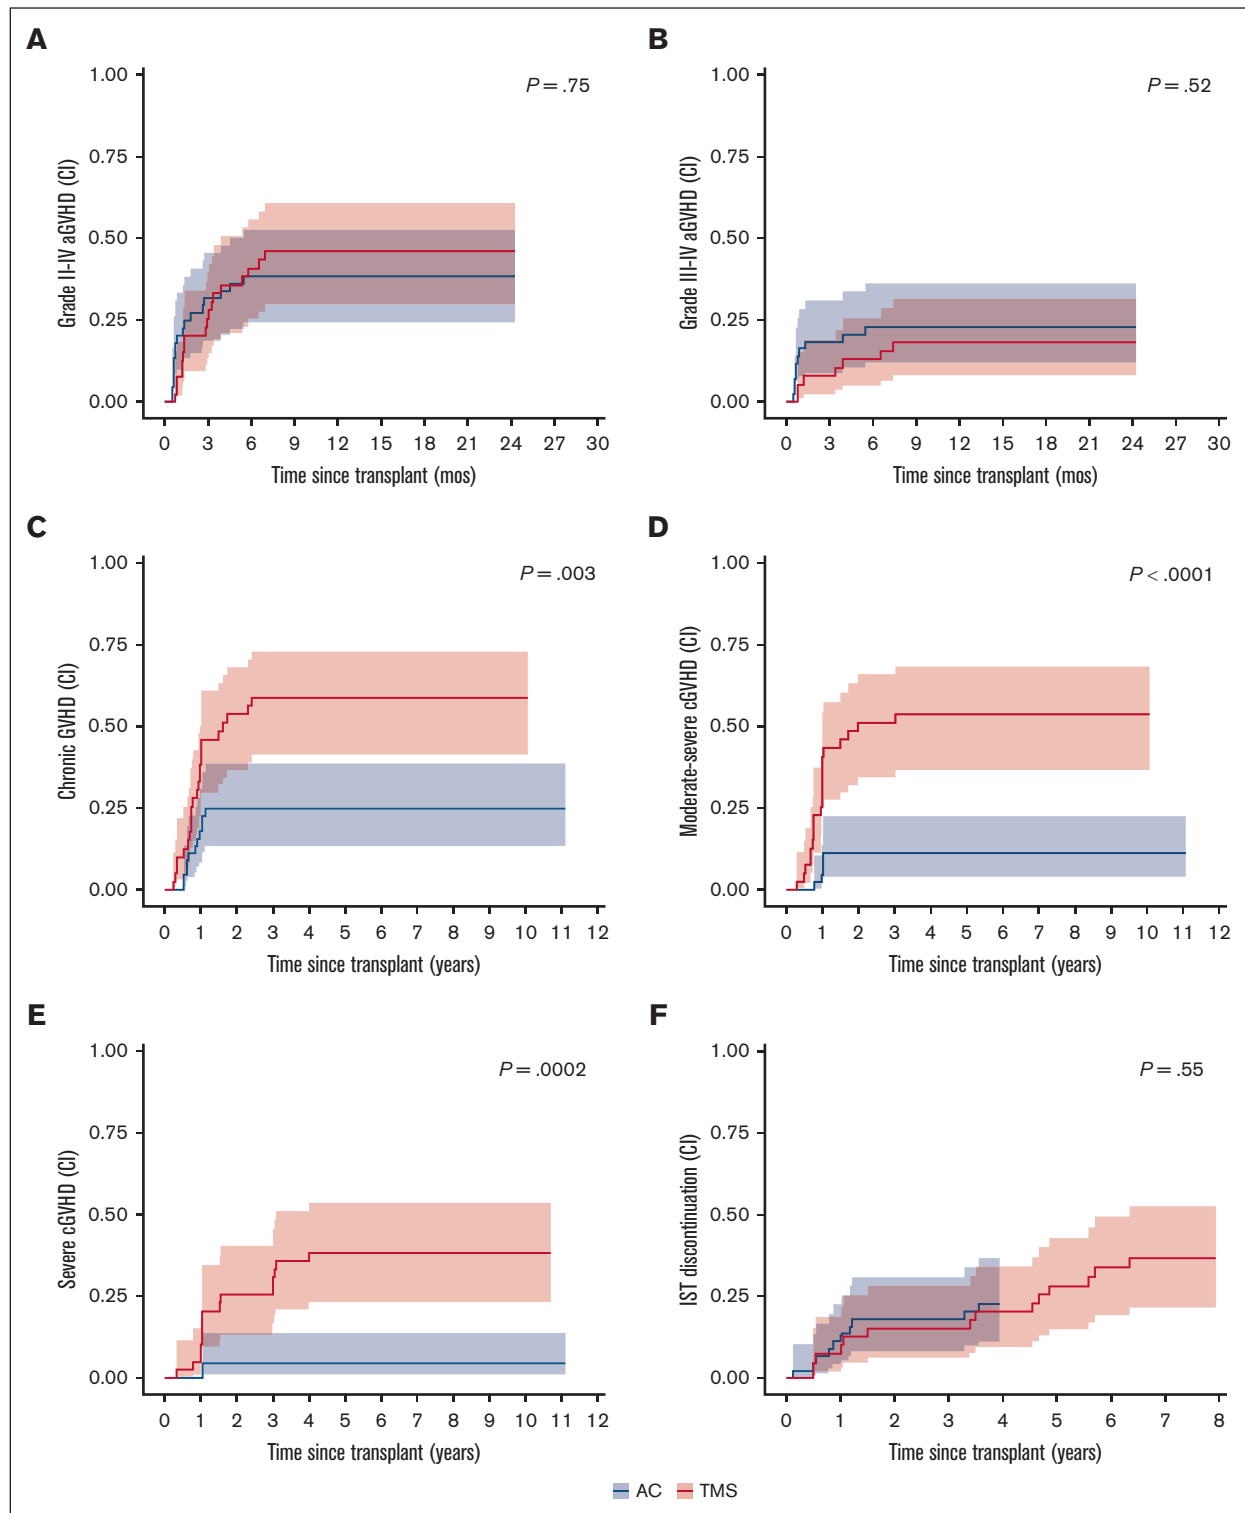 A
1.00
0.75
0.50
0.25
0.00
Grade II-IV aGVHD (CI)
P = .75
0 3 6 9 12 15 18 21 24 27 30
Time since transplant (mos)
B
1.00
0.75
0.50
0.25
0.00
Grade III-IV aGVHD (CI)
P = .52
0 3 6 9 12 15 18 21 24 27 30
Time since transplant (mos)
C
1.00
0.75
0.50
0.25
0.00
Chronic GVHD (CI)
P = .003
0 1 2 3 4 5 6 7 8 9 10 11 12
Time since transplant (years)
D
1.00
0.75
0.50
0.25
0.00
Moderate-severe cGVHD (CI)
P < .0001
0 1 2 3 4 5 6 7 8 9 10 11 12
Time since transplant (years)
E
1.00
0.75
0.50
0.25
0.00
Severe cGVHD (CI)
P = .0002
0 1 2 3 4 5 6 7 8 9 10 11 12
Time since transplant (years)
F
1.00
0.75
0.50
0.25
0.00
IST discontinuation (CI)
P = .55
0 1 2 3 4 5 6 7 8
Time since transplant (years)
AC TMS